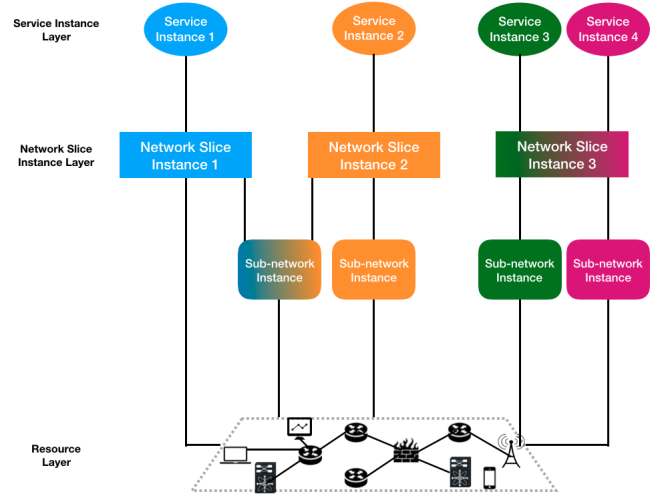 Service Instance
Layer
Service
Instance 1
Service
Instance 2
Service
Instance 3
Service
Instance 4
Network Slice
Instance Layer
Network Slice
Instance 1
Network Slice
Instance 2
Network Slice
Instance 3
Sub-network
Instance
Sub-network
Instance
Sub-network
Instance
Sub-network
Instance
Resource
Layer